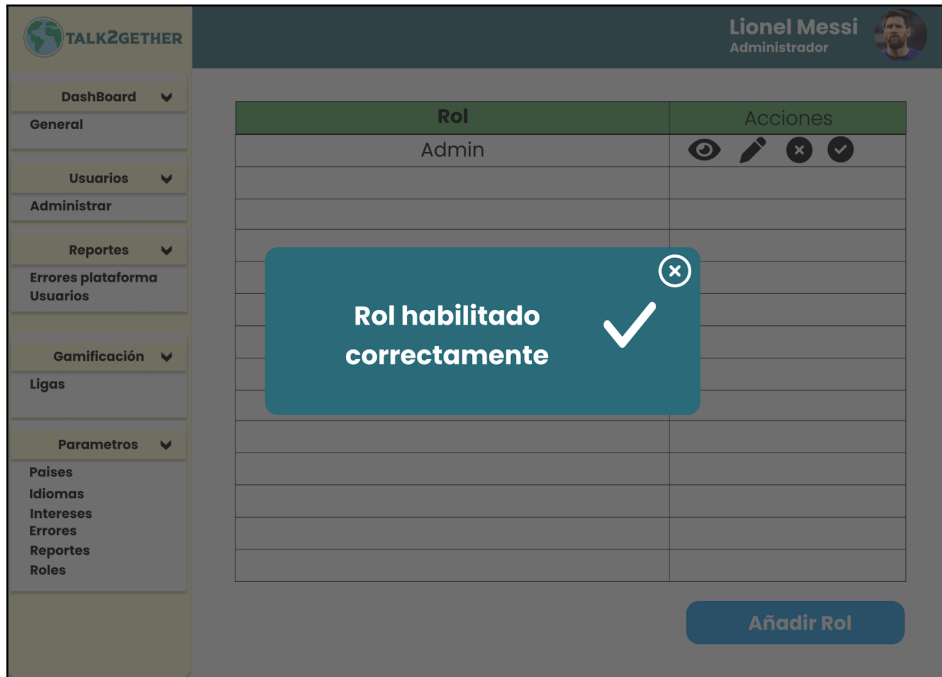 TALK2GETHER
Lionel Messi
Administrador
DashBoard
General
Usuarios
Administrar
Reportes
Errores plataforma
Usuarios
Gamificación
Ligas
Parametros
Paises
Idiomas
Intereses
Errores
Reportes
Roles
Rol Acciones
Admin
Rol habilitado
correctamente
Añadir Rol